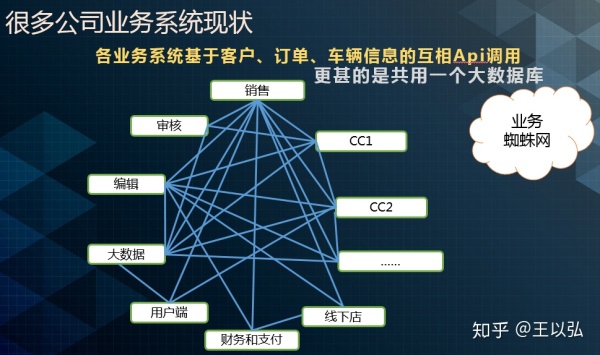 很多公司业务系统现状
各业务系统基于客户、订单、车辆信息的互相Api调用
更甚的是共用一个大数据库
销售
业务
蜘蛛网
审核
CC1
编辑
CC2
大数据
......
用户端
线下店
财务和支付
知乎 @王以弘